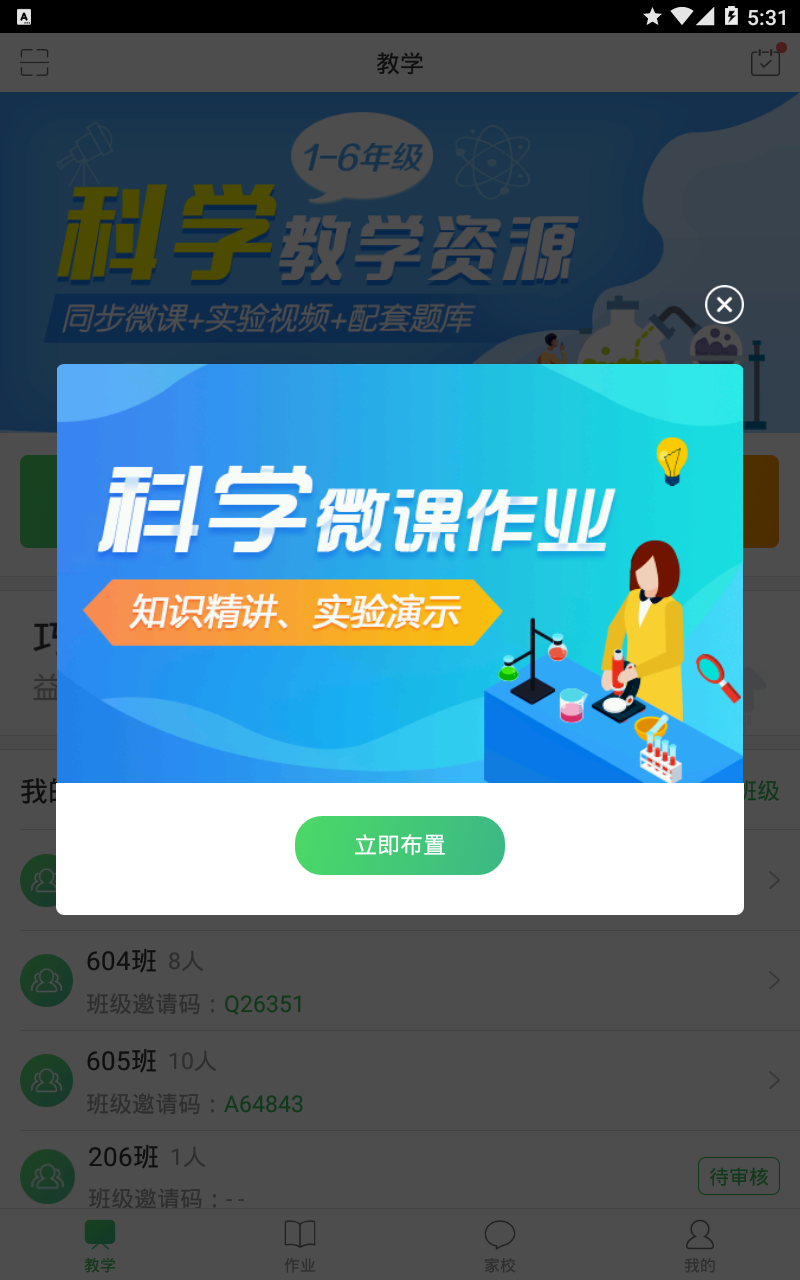 5:31
教学
1-6年级
科学教学资源
同步微课+实验视频+配套题库
科学微课作业
知识精讲、实验演示
巧
益
我的
班级
立即布置
604班 8人
班级邀请码：Q26351
605班 10人
班级邀请码：A64843
206班 1人
待审核
班级邀请码：--
教学 作业 家校 我的